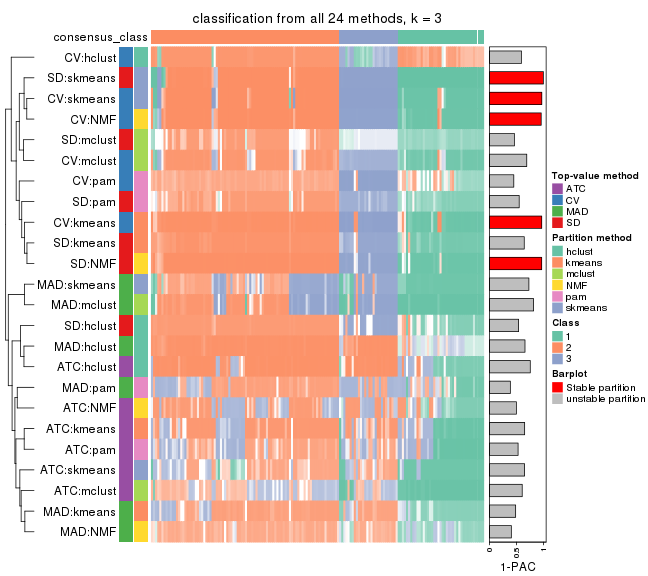 classification from all 24 methods, k = 3
consensus_class
CV:hclust
SD:skmeans
CV:skmeans
CV:NMF
SD:mclust
CV:mclust
CV:pam
SD:pam
CV:kmeans
SD:kmeans
SD:NMF
MAD:skmeans
MAD:mclust
SD:hclust
MAD:hclust
ATC:hclust
MAD:pam
ATC:NMF
ATC:kmeans
ATC:pam
ATC:skmeans
ATC:mclust
MAD:kmeans
MAD:NMF
0 0.5 1
1-PAC
Top-value method
ATC
CV
MAD
SD
Partition method
hclust
kmeans
mclust
NMF
pam
skmeans
Class
1
2
3
Barplot
Stable partition
unstable partition